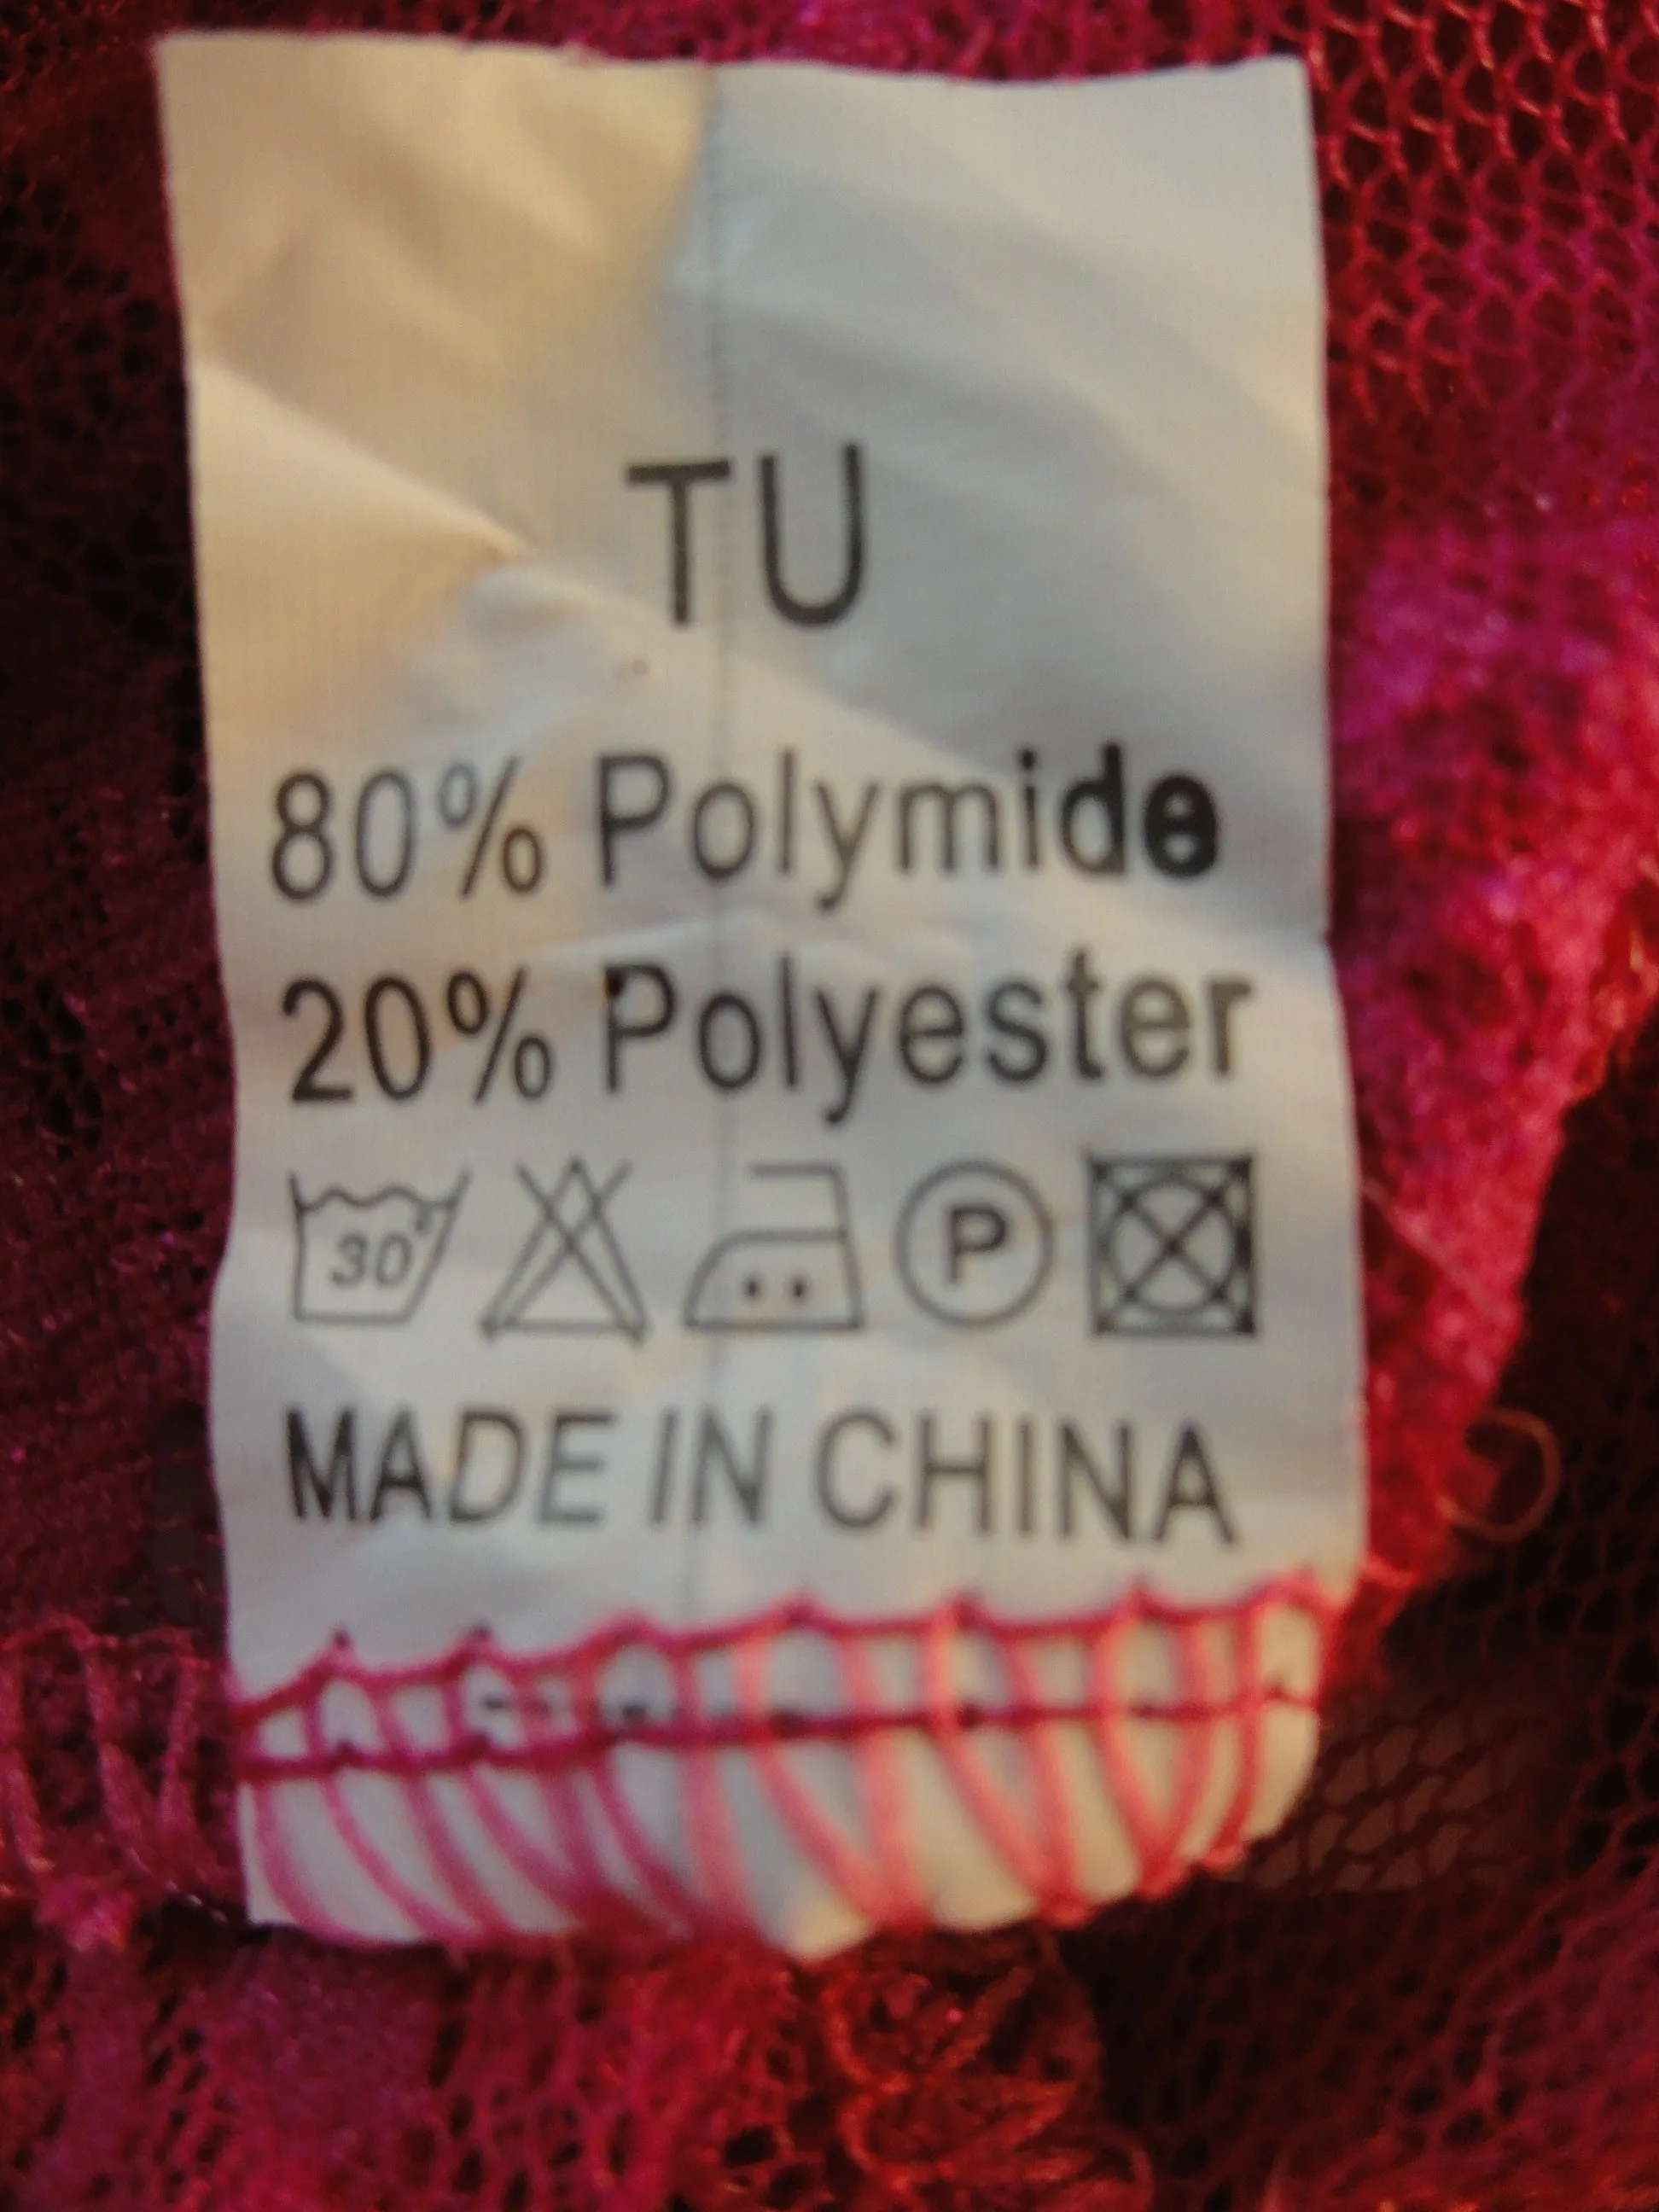 TU
80% Polymide
20% Polyester
30°
P
MADE IN CHINA